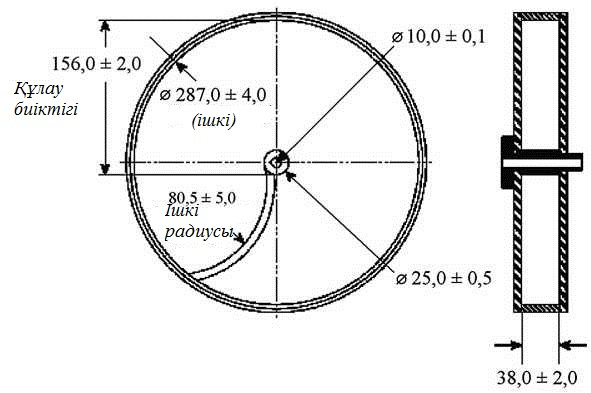 156,0 ± 2,0
Құлау
биіктігі
⌀ 287,0 ± 4,0
(ішкі)
⌀ 10,0 ± 0,1
80,5 ± 5,0
Ішкі
радиусы
⌀ 25,0 ± 0,5
38,0 ± 2,0